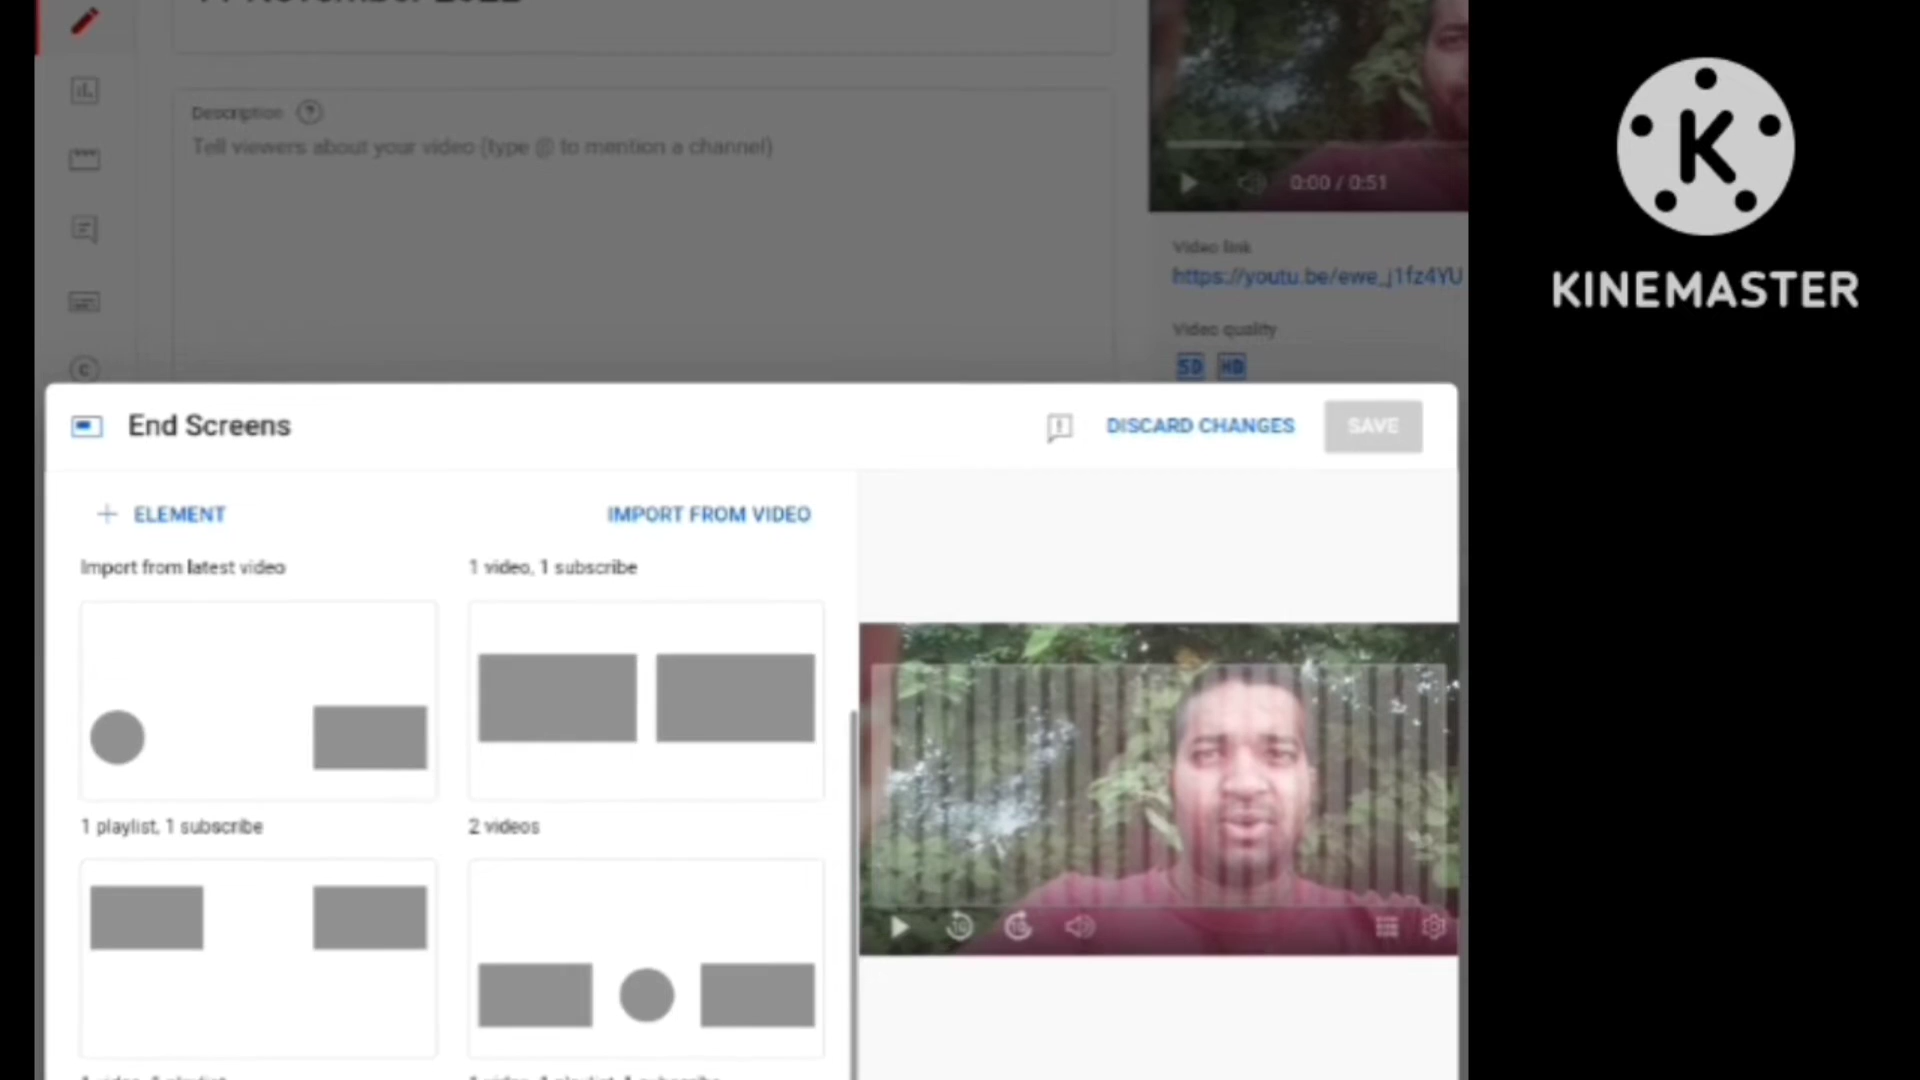 November 2022
KINEMASTER
Description
Tell viewers about your video (type @ to mention a channel)
0:00 / 0:51
Video link
https://youtu.be/ewe_j1fz4YU
Video quality
SD HD
End Screens
DISCARD CHANGES
SAVE
+ ELEMENT
IMPORT FROM VIDEO
Import from latest video
1 video, 1 subscribe
1 playlist, 1 subscribe
2 videos